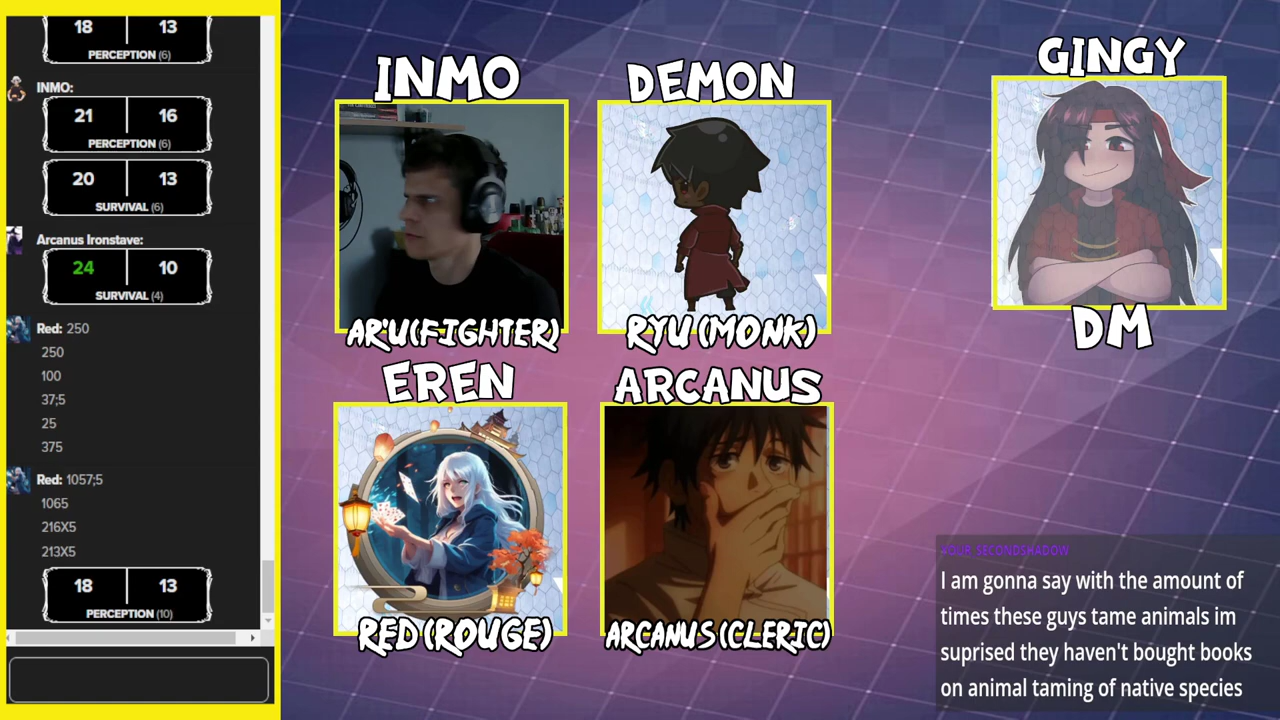 18 13
PERCEPTION (6)
INMO:
21 16
PERCEPTION (6)
20 13
SURVIVAL (6)
Arcanus Ironstave:
24 10
SURVIVAL (4)
Red: 250
250
100
37;5
25
375
Red: 1057;5
1065
216X5
213X5
18 13
PERCEPTION (10)
INMO
AR'U(FIGHTER)
DEMON
RYU(MONK)
GINGY
DM
EREN
RED(ROUGE)
ARCANUS
ARCANUS(CLERIC)
YOUR_SECONDSHADOW
I am gonna say with the amount of
times these guys tame animals im
suprised they haven't bought books
on animal taming of native species